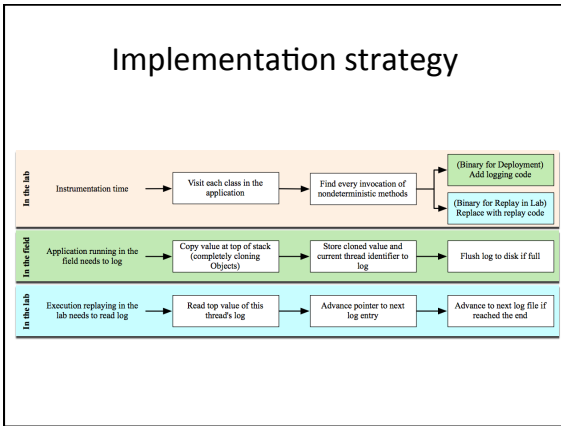 Implementation strategy
In the lab
Instrumentation time
Visit each class in the
application
Find every invocation of
nondeterministic methods
(Binary for Deployment)
Add logging code
(Binary for Replay in Lab)
Replace with replay code
In the field
Application running in the
field needs to log
Copy value at top of stack
(completely cloning
Objects)
Store cloned value and
current thread identifier to
log
Flush log to disk if full
In the lab
Execution replaying in the
lab needs to read log
Read top value of this
thread's log
Advance pointer to next
log entry
Advance to next log file if
reached the end